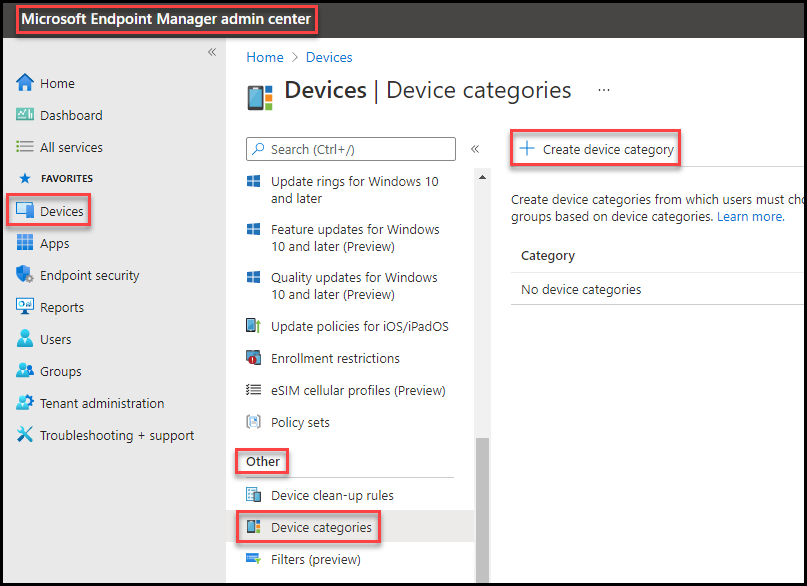 Microsoft Endpoint Manager admin center
«
Home
Dashboard
All services
FAVORITES
Devices
Apps
Endpoint security
Reports
Users
Groups
Tenant administration
Troubleshooting + support
Home > Devices
Devices | Device categories ...
Search (Ctrl+/)
«
Update rings for Windows 10
and later
Feature updates for Windows
10 and later (Preview)
Quality updates for Windows
10 and later (Preview)
Update policies for iOS/iPadOS
Enrollment restrictions
eSIM cellular profiles (Preview)
Policy sets
Other
Device clean-up rules
Device categories
Filters (preview)
+ Create device category
Create device categories from which users must cho
groups based on device categories. Learn more.
Category
No device categories